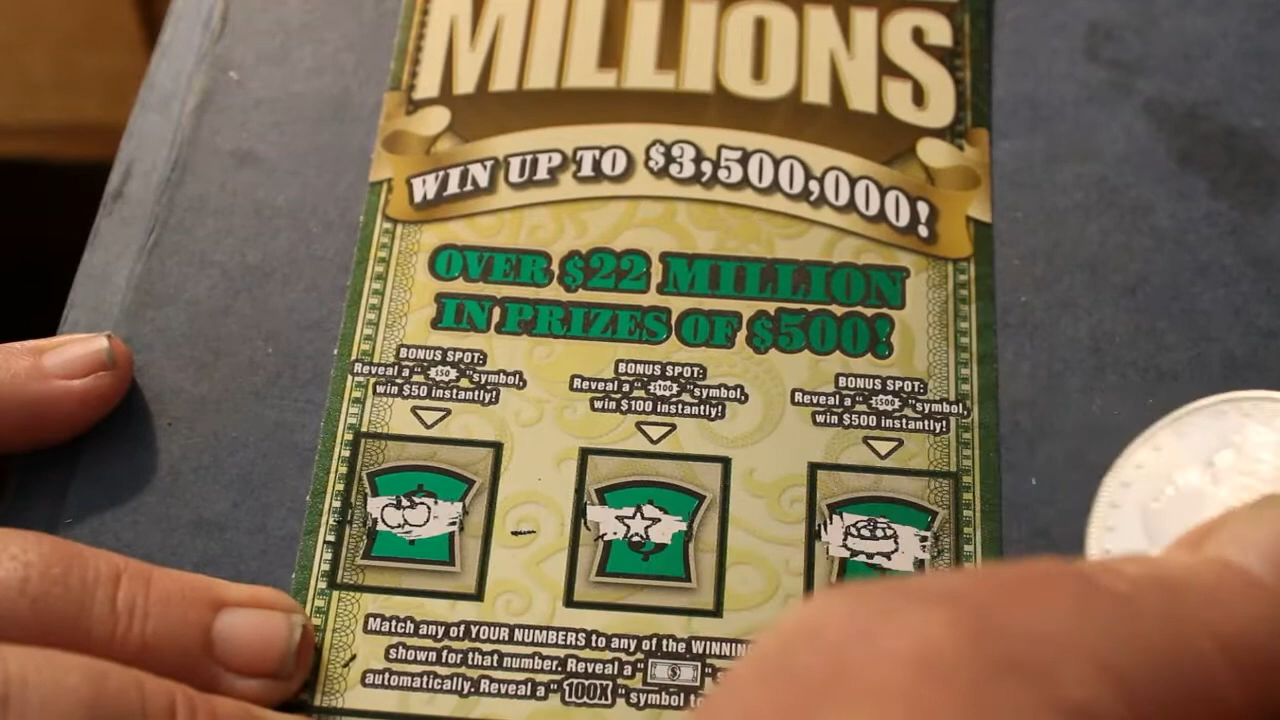 MILLIONS
WIN UP TO $3,500,000!
OVER $22 MILLION
IN PRIZES OF $500!
BONUS SPOT:
Reveal a " $50 " symbol,
win $50 instantly!
BONUS SPOT:
Reveal a " $100 " symbol,
win $100 instantly!
BONUS SPOT:
Reveal a " $500 " symbol,
win $500 instantly!
Match any of YOUR NUMBERS to any of the WINNING
shown for that number. Reveal a " $ " s
automatically. Reveal a " 100X " symbol to